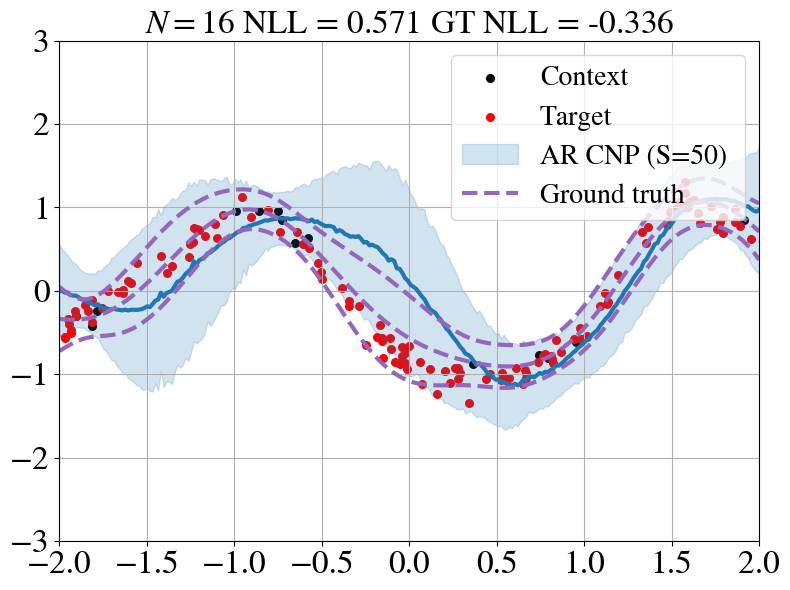 N = 16 NLL = 0.571 GT NLL = -0.336
3
2
1
0
−1
−2
−3
Context
Target
AR CNP (S=50)
Ground truth
−2.0 −1.5 −1.0 −0.5 0.0 0.5 1.0 1.5 2.0